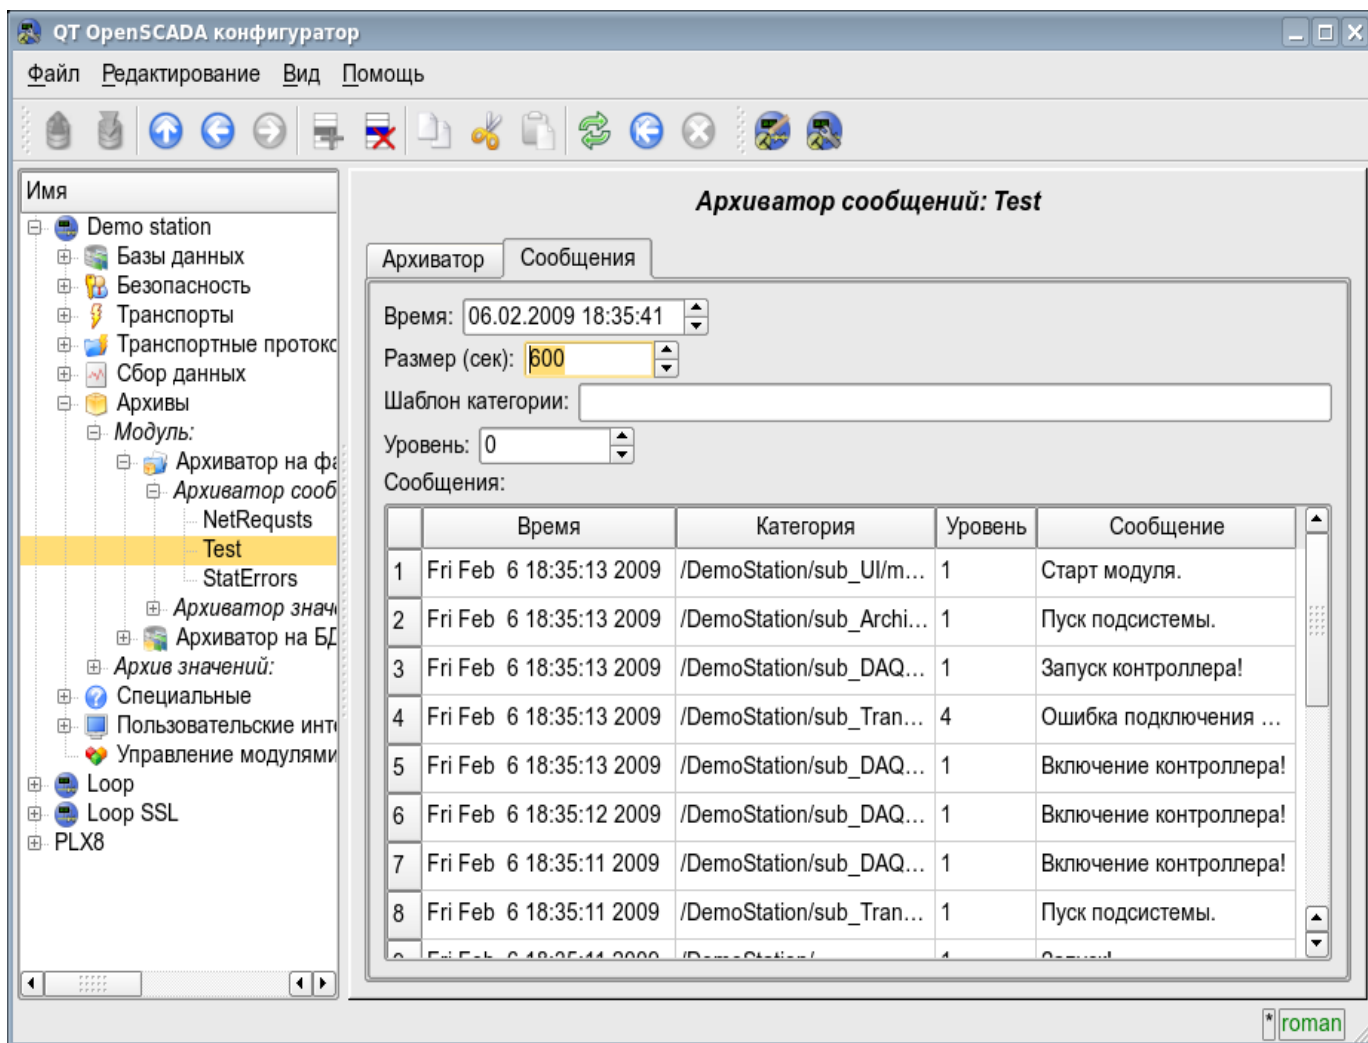 QT OpenSCADA конфигуратор
Файл Редактирование Вид Помощь
Имя
Demo station
Базы данных
Безопасность
Транспорты
Транспортные протокс
Сбор данных
Архивы
Модуль:
Архиватор на фа
Архиватор сооб
NetRequsts
Test
StatErrors
Архиватор знач
Архиватор на БД
Архив значений:
Специальные
Пользовательские инт
Управление модулями
Loop
Loop SSL
PLX8
Архиватор сообщений: Test
Архиватор Сообщения
Время: 06.02.2009 18:35:41
Размер (сек): 600
Шаблон категории:
Уровень: 0
Сообщения:
Время Категория Уровень Сообщение
1 Fri Feb 6 18:35:13 2009 /DemoStation/sub_UI/m... 1 Старт модуля.
2 Fri Feb 6 18:35:13 2009 /DemoStation/sub_Archi... 1 Пуск подсистемы.
3 Fri Feb 6 18:35:13 2009 /DemoStation/sub_DAQ... 1 Запуск контроллера!
4 Fri Feb 6 18:35:13 2009 /DemoStation/sub_Tran... 4 Ошибка подключения ...
5 Fri Feb 6 18:35:13 2009 /DemoStation/sub_DAQ... 1 Включение контроллера!
6 Fri Feb 6 18:35:12 2009 /DemoStation/sub_DAQ... 1 Включение контроллера!
7 Fri Feb 6 18:35:11 2009 /DemoStation/sub_DAQ... 1 Включение контроллера!
8 Fri Feb 6 18:35:11 2009 /DemoStation/sub_Tran... 1 Пуск подсистемы.
* roman